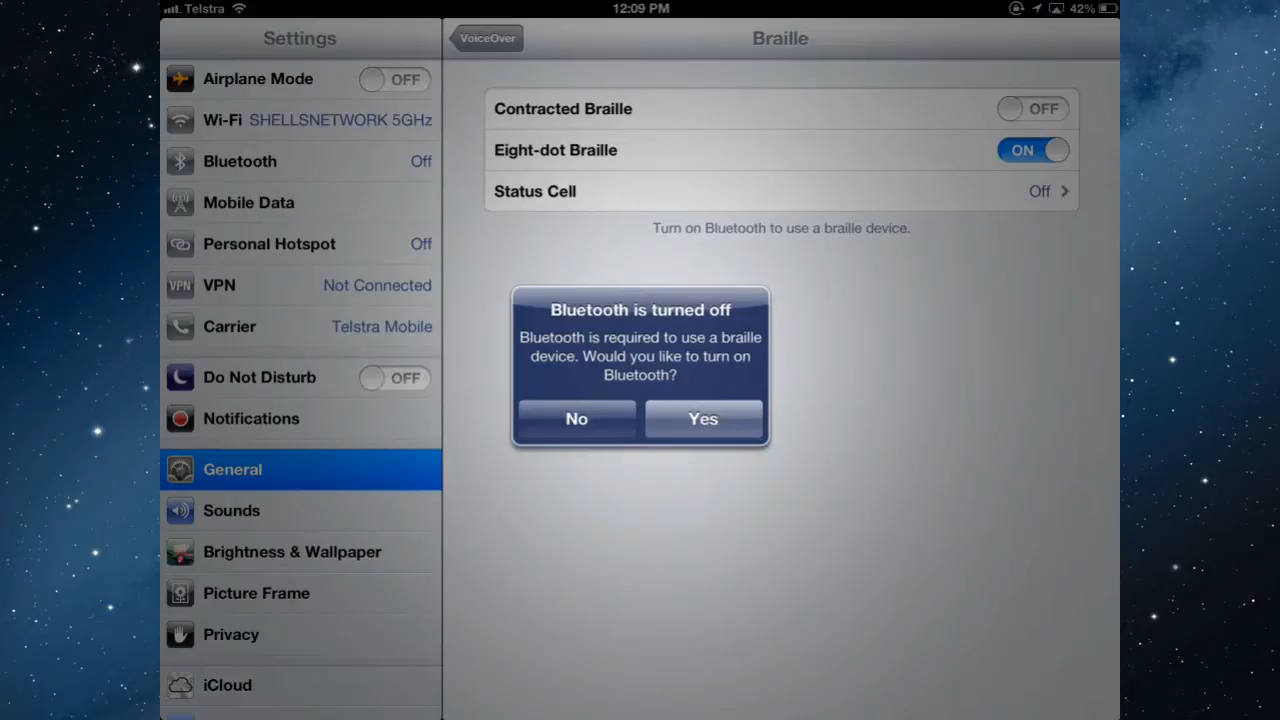 Telstra 12:09 PM 42%
Settings
VoiceOver
Braille
Airplane Mode OFF
Wi-Fi SHELLSNETWORK 5GHz
Bluetooth Off
Mobile Data
Personal Hotspot Off
VPN VPN Not Connected
Carrier Telstra Mobile
Do Not Disturb OFF
Notifications
General
Sounds
Brightness & Wallpaper
Picture Frame
Privacy
iCloud
Contracted Braille OFF
Eight-dot Braille ON
Status Cell Off
Turn on Bluetooth to use a braille device.
Bluetooth is turned off
Bluetooth is required to use a braille
device. Would you like to turn on
Bluetooth?
No Yes